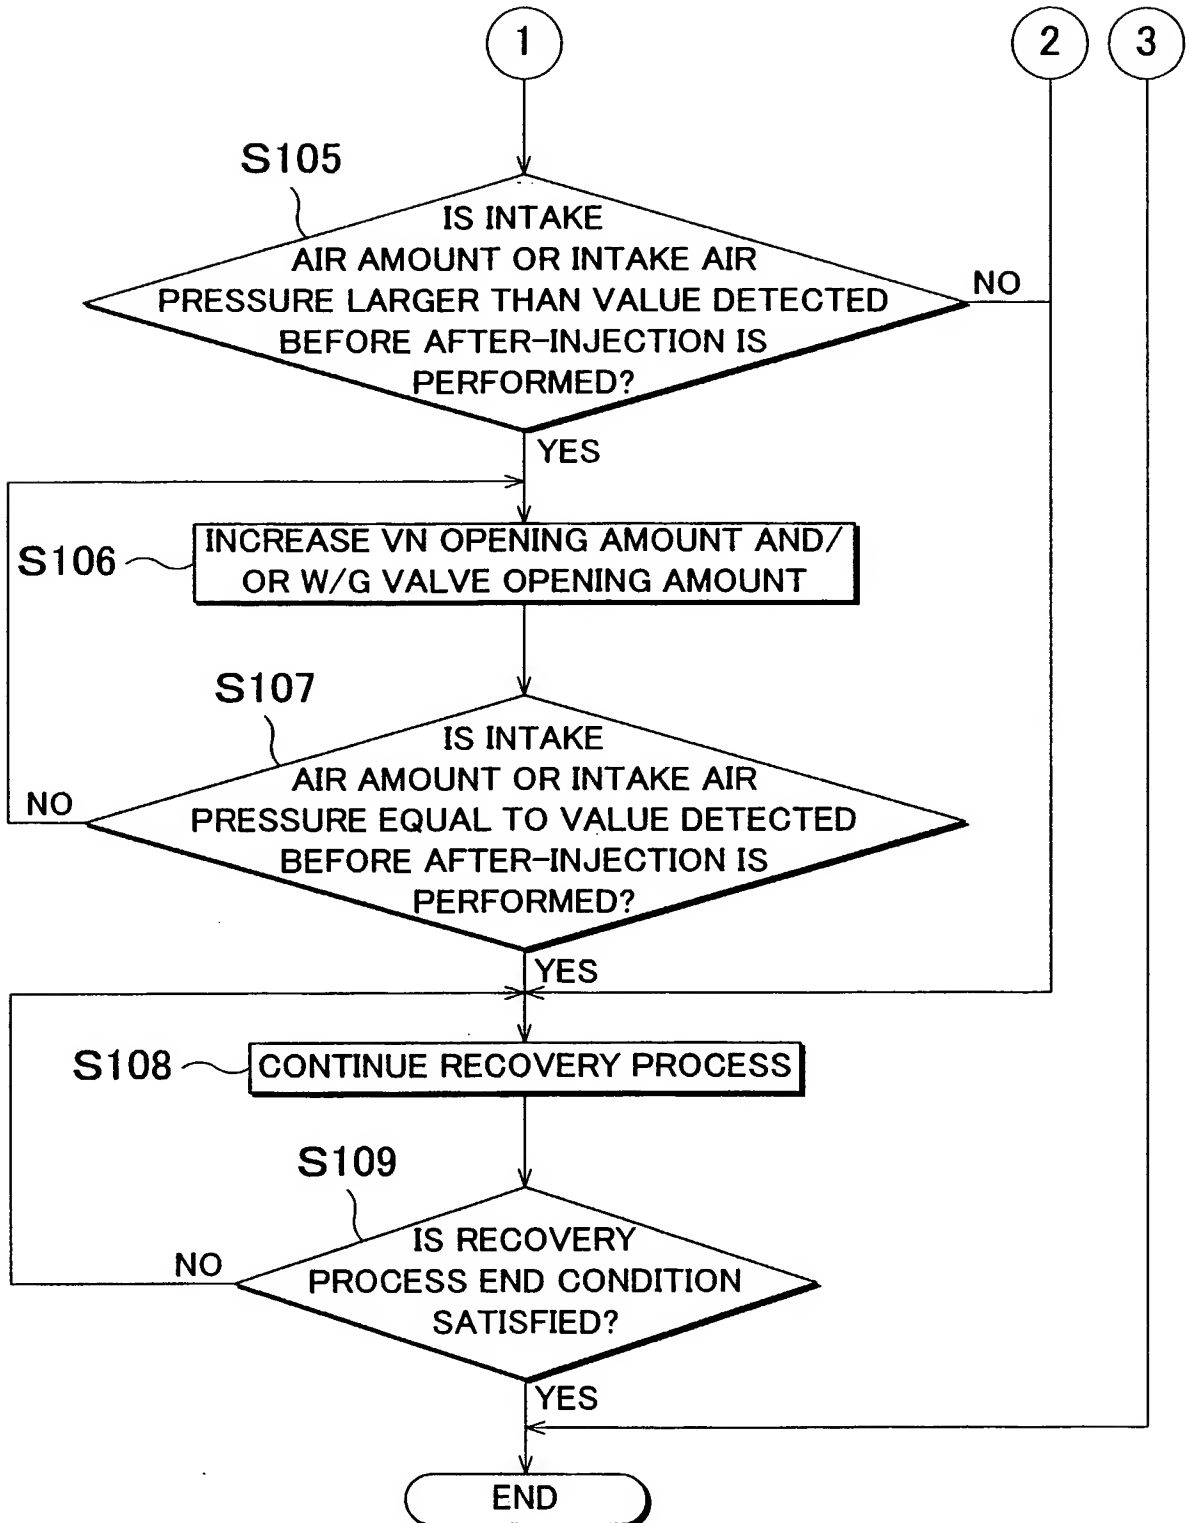 1
2
3
S105
IS INTAKE
AIR AMOUNT OR INTAKE AIR
PRESSURE LARGER THAN VALUE DETECTED
BEFORE AFTER-INJECTION IS
PERFORMED?
NO
YES
S106
INCREASE VN OPENING AMOUNT AND/
OR W/G VALVE OPENING AMOUNT
S107
IS INTAKE
AIR AMOUNT OR INTAKE AIR
PRESSURE EQUAL TO VALUE DETECTED
BEFORE AFTER-INJECTION IS
PERFORMED?
NO
YES
S108
CONTINUE RECOVERY PROCESS
S109
IS RECOVERY
PROCESS END CONDITION
SATISFIED?
NO
YES
END